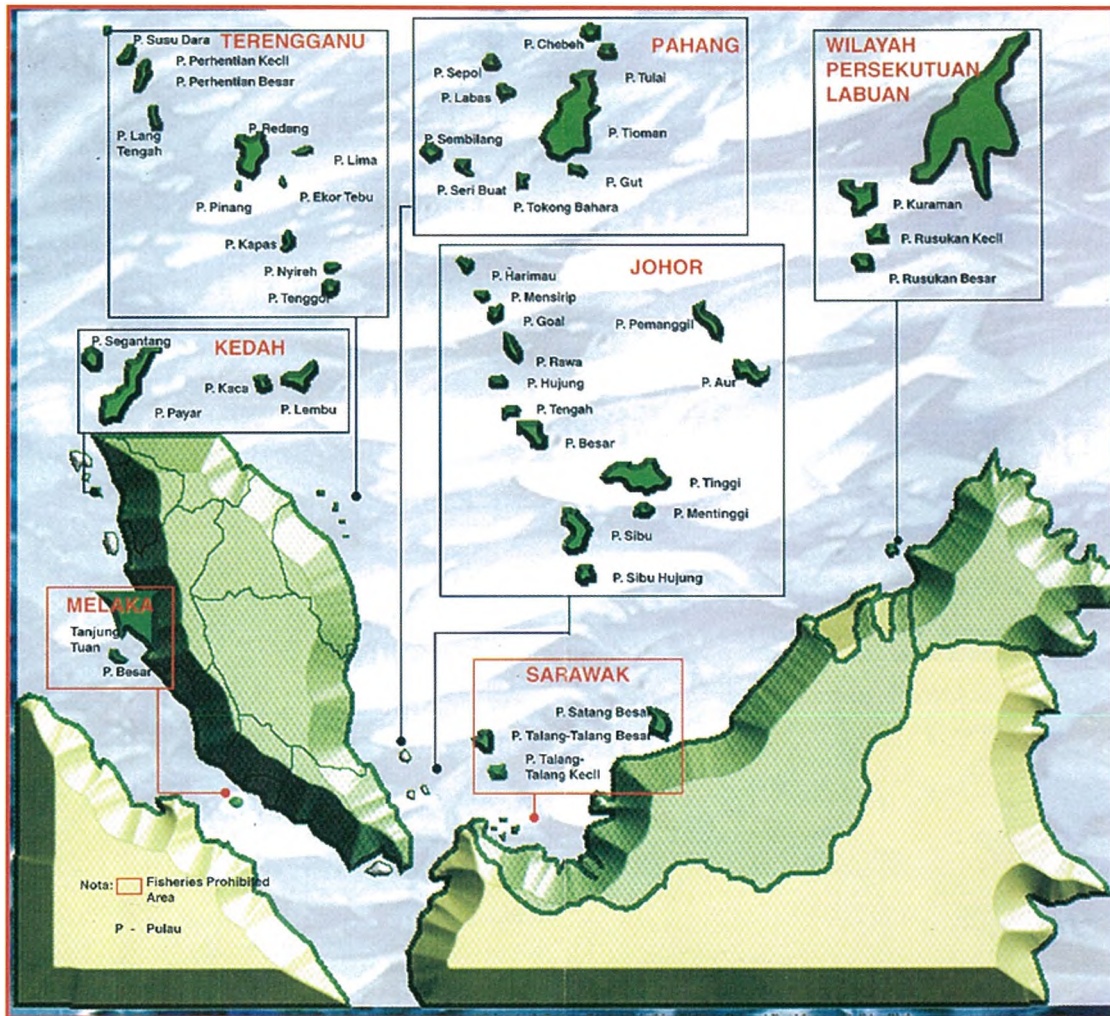 TERENGGANU
P. Susu Dara
P. Perhentian Kecil
P. Perhentian Besar
P. Lang
Tengah
P. Redang
P. Lima
P. Pinang
P. Ekor Tebu
P. Kapas
P. Nyireh
P. Tenggol
PAHANG
P. Chebeh
P. Tulai
P. Sepoi
P. Labas
P. Tioman
P. Sembilang
P. Seri Buat
P. Gut
P. Tokong Bahara
WILAYAH
PERSEKUTUAN
LABUAN
P. Kuraman
P. Rusukan Kecil
P. Rusukan Besar
KEDAH
P. Segantang
P. Payar
P. Kaca
P. Lembu
JOHOR
P. Harimau
P. Mensirip
P. Goal
P. Pemanggil
P. Rawa
P. Hujung
P. Aur
P. Tengah
P. Besar
P. Tinggi
P. Mentinggi
P. Sibu
P. Sibu Hujung
MELAKA
Tanjung
Tuan
P. Besar
SARAWAK
P. Satang Besar
P. Talang-Talang Besar
P. Talang-
Talang Kecil
Nota: Fisheries Prohibited
Area
P - Pulau